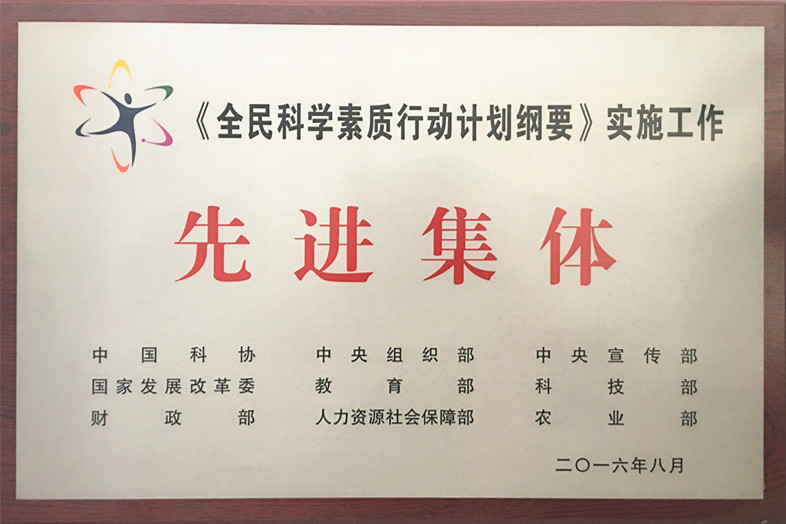 《全民科学素质行动计划纲要》实施工作
先进集体
中国科协 中央组织部 中央宣传部
国家发展改革委 教育部 科技部
财政部 人力资源社会保障部 农业部
二〇一六年八月